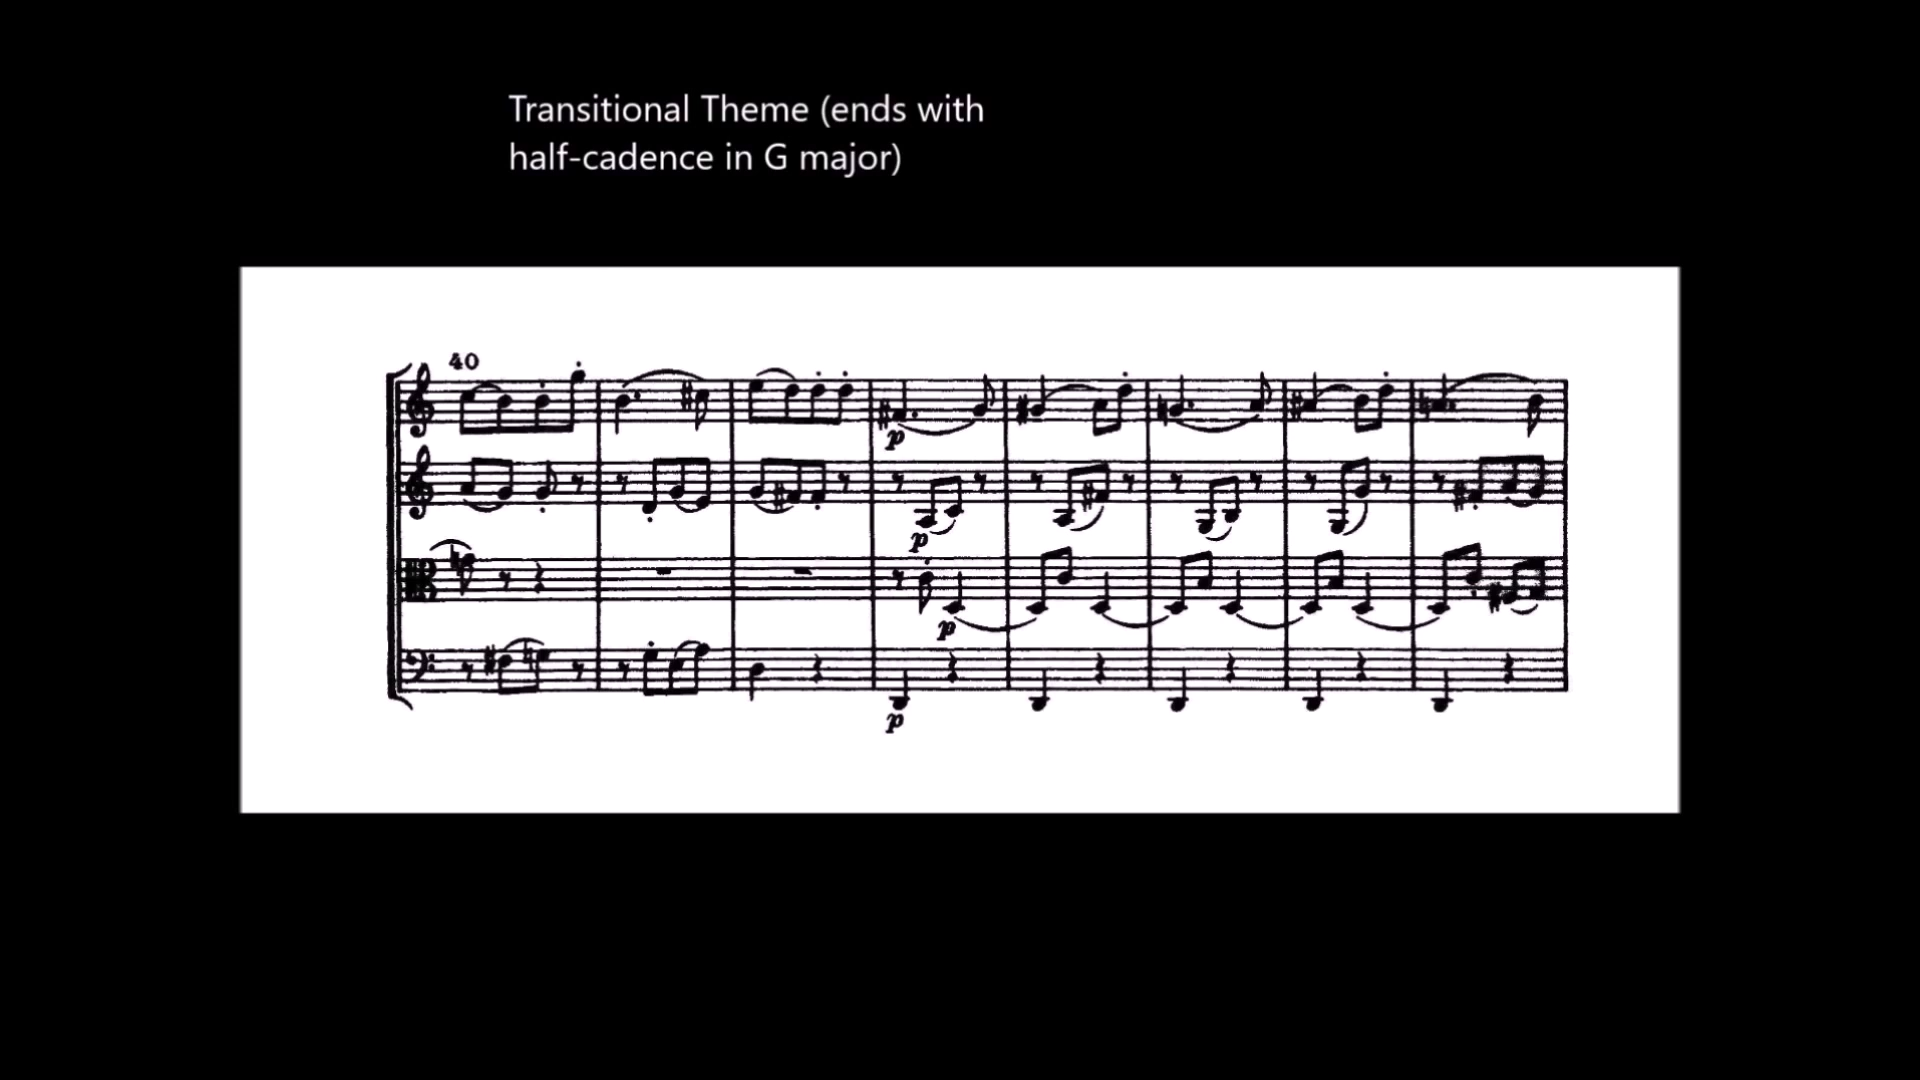 Transitional Theme (ends with
half-cadence in G major)
40
p
p
p
p